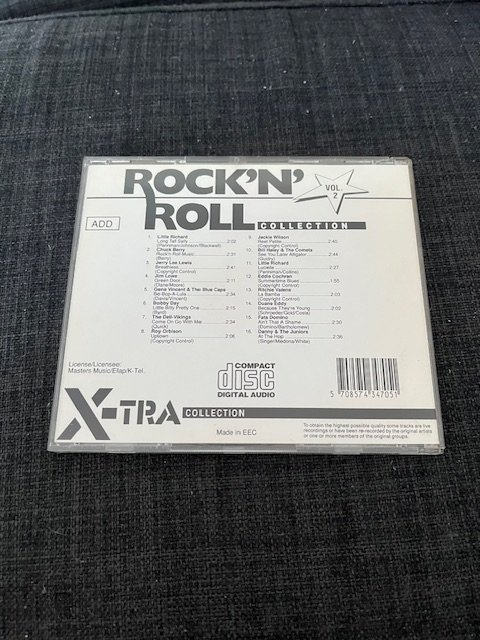 ROCK'N'
ROLL
COLLECTION
VOL.
2
ADD
1. Little Richard
Long Tall Sally 2:02
(Penniman/Johnson/Blackwell)
2. Chuck Berry
Rock'n Roll Music 2:31
(Berry)
3. Jerry Lee Lewis
Breathless 2:41
(Copyright Control)
4. Jim Lowe
Green Door 2:11
(Davie/Moore)
5. Gene Vincent & The Blue Caps
Be-Bop-A-Lula 2:34
(Davis/Vincent)
6. Bobby Day
Little Bitty Pretty One 2:15
(Byrd)
7. The Dell-Vikings
Come On Go With Me 2:34
(Quick)
8. Roy Orbison
Uptown 2:06
(Copyright Control)
9. Jackie Wilson
Reet Petite 2:40
(Copyright Control)
10. Bill Haley & The Comets
See You Later Alligator 2:44
(Guidry)
11. Little Richard
Lucille 2:23
(Penniman/Collins)
12. Eddie Cochran
Summertime Blues 1:55
(Copyright Control)
13. Ritchie Valens
La Bamba 2:03
(Copyright Control)
14. Duane Eddy
Because They're Young 2:02
(Schroeder/Gold/Costa)
15. Fats Domino
Ain't That A Shame 2:30
(Domino/Bartholomew)
16. Danny & The Juniors
At The Hop 2:36
(Singer/Medona/White)
License/Licensee:
Masters Music/Elap/K-Tel.
COMPACT
disc
DIGITAL AUDIO
5 708574 347051
X-TRA COLLECTION
Made in EEC
To obtain the highest possible quality some tracks are live
recordings or have been re-recorded by the original artists
or one or more members of the original groups.